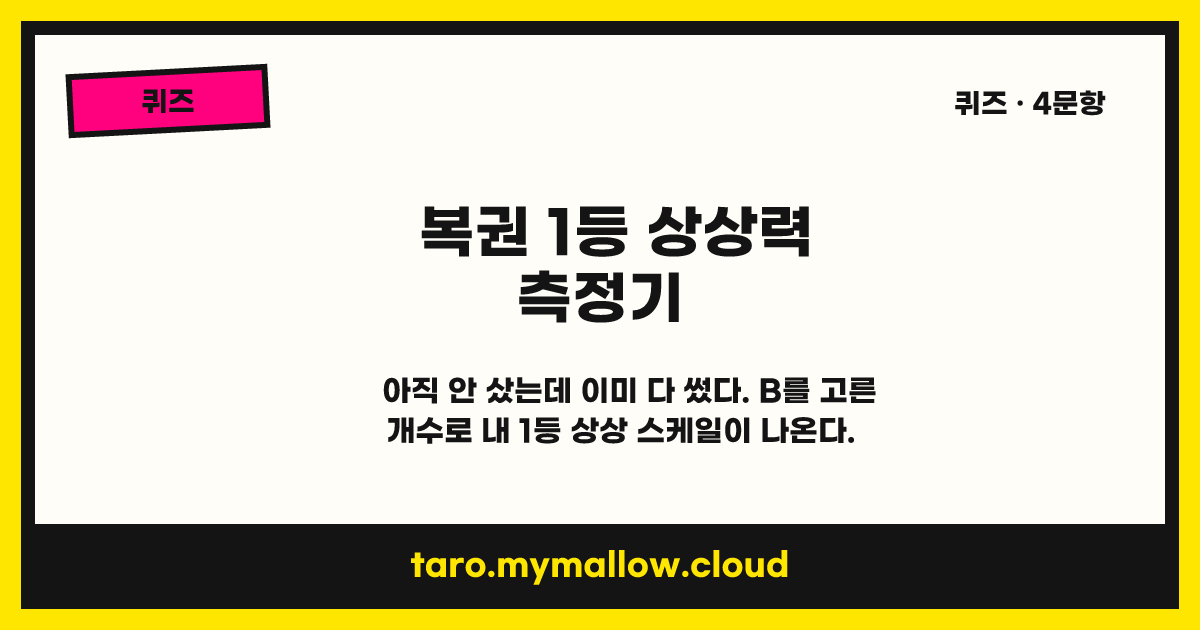 퀴즈
퀴즈 · 4문항
복권 1등 상상력
측정기
아직 안 샀는데 이미 다 썼다. B를 고른
개수로 내 1등 상상 스케일이 나온다.
taro.mymallow.cloud